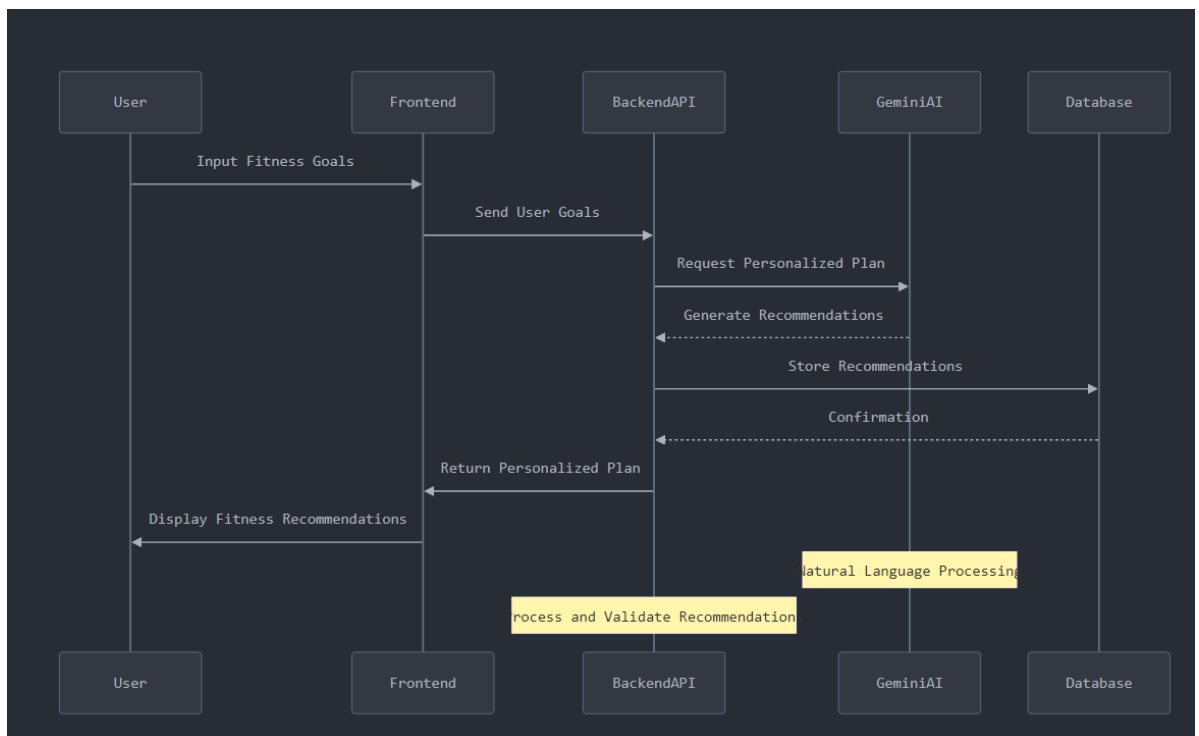 User Frontend BackendAPI GeminiAI Database
Input Fitness Goals
Send User Goals
Request Personalized Plan
Generate Recommendations
Store Recommendations
Confirmation
Return Personalized Plan
Display Fitness Recommendations
Natural Language Processing
rocess and Validate Recommendation
User Frontend BackendAPI GeminiAI Database